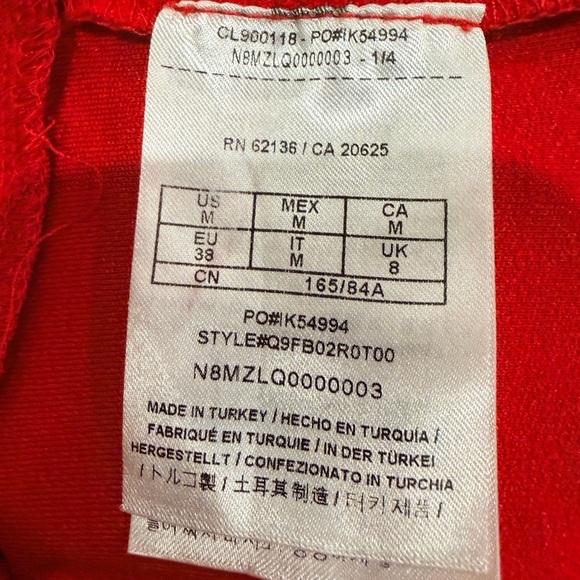 CL900118 - PO#IK54994
N8MZLQ0000003 - 1/4
RN 62136 / CA 20625
US M MEX M CA M
EU 38 IT M UK 8
CN 165/84A
PO#IK54994
STYLE#Q9FB02R0T00
N8MZLQ0000003
MADE IN TURKEY / HECHO EN TURQUÍA /
FABRIQUÉ EN TURQUIE / IN DER TÜRKEI
HERGESTELLT / CONFEZIONATO IN TURCHIA
/ トルコ製 / 土耳其制造 / 터키 제품 /